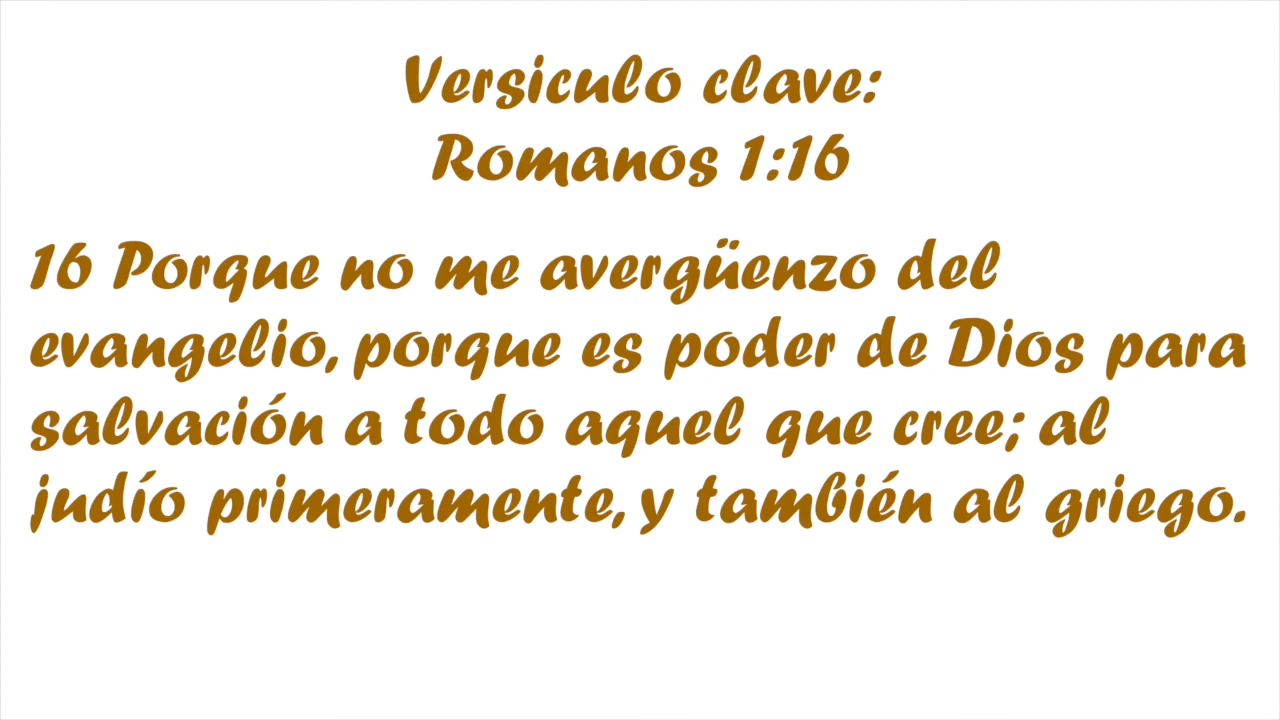 Versiculo clave:
Romanos 1:16
16 Porque no me avergüenzo del
evangelio, porque es poder de Dios para
salvación a todo aquel que cree; al
judío primeramente, y también al griego.